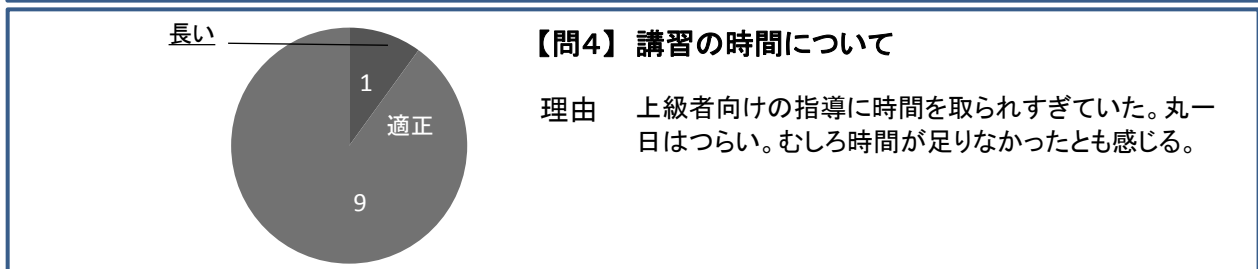 長い
1
適正
9
【問4】 講習の時間について
理由 上級者向けの指導に時間を取られすぎていた。丸一
日はつらい。むしろ時間が足りなかったとも感じる。